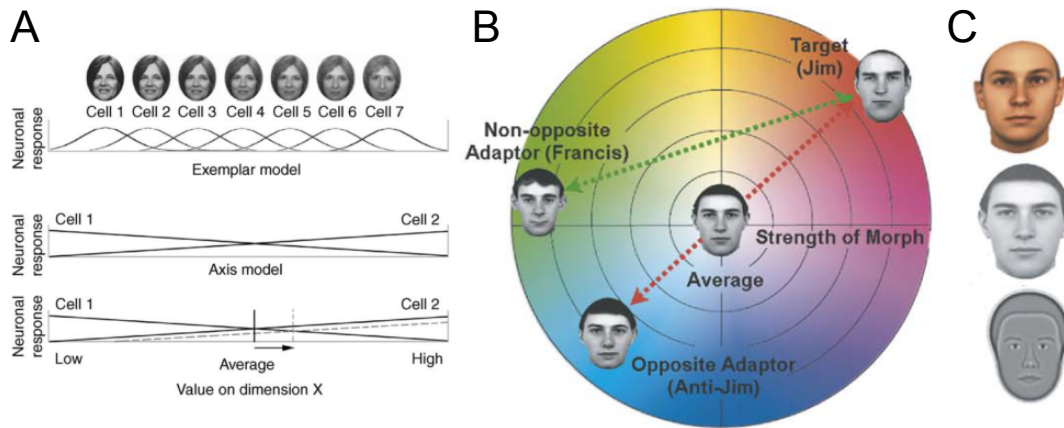 A
Cell 1 Cell 2 Cell 3 Cell 4 Cell 5 Cell 6 Cell 7
Neuronal
response
Exemplar model
Cell 1 Cell 2
Neuronal
response
Axis model
Cell 1 Cell 2
Neuronal
response
Low Average High
Value on dimension X
B
Target
(Jim)
Non-opposite
Adaptor (Francis)
Strength of Morph
Average
Opposite Adaptor
(Anti-Jim)
C